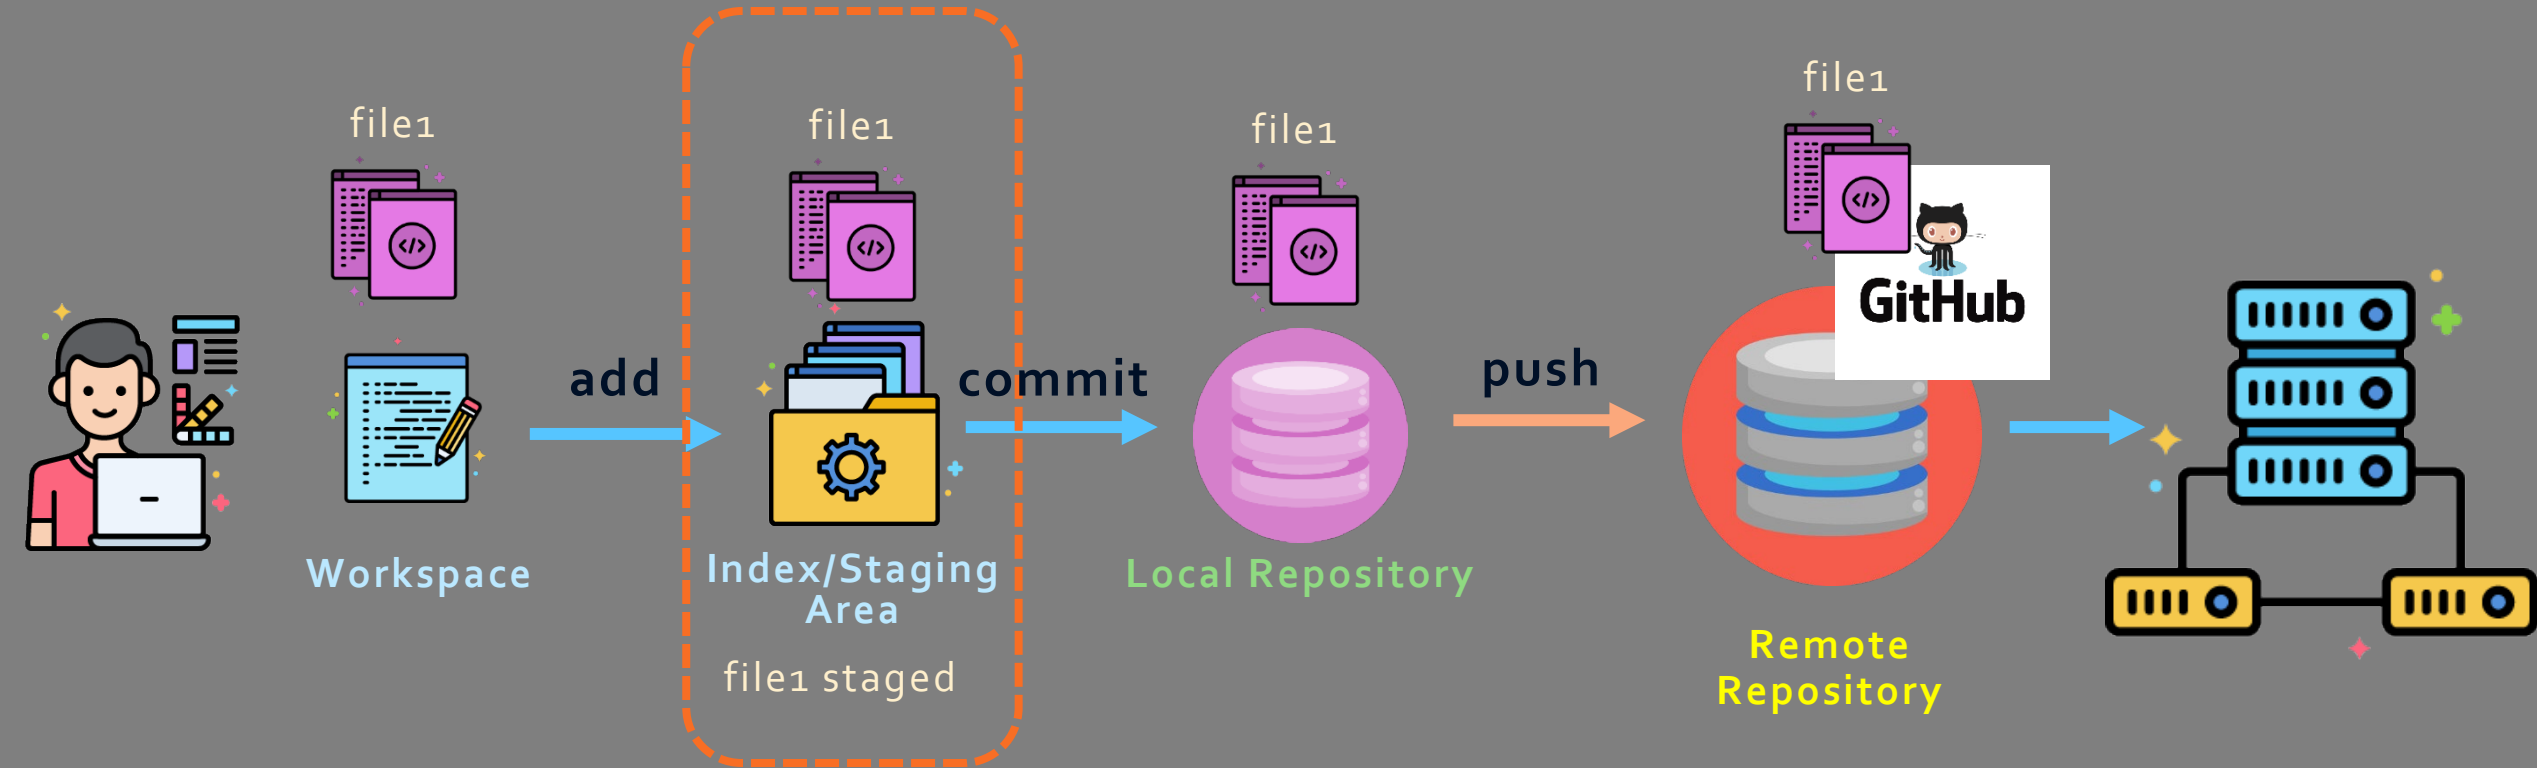 file1
file1
file1
file1
GitHub
add
commit
push
Workspace
Index/Staging
Area
Local Repository
Remote
Repository
file1 staged